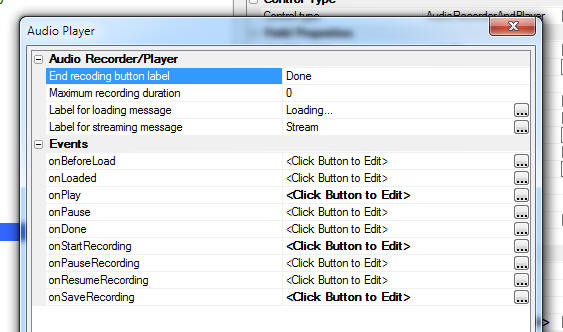 Control Type
Control type AudioRecorderAndPlayer
Field Properties
Audio Player
Audio Recorder/Player
End recoding button label Done
Maximum recording duration 0
Label for loading message Loading... ...
Label for streaming message Stream ...
Events
onBeforeLoad <Click Button to Edit> ...
onLoaded <Click Button to Edit> ...
onPlay <Click Button to Edit> ...
onPause <Click Button to Edit> ...
onDone <Click Button to Edit> ...
onStartRecording <Click Button to Edit> ...
onPauseRecording <Click Button to Edit> ...
onResumeRecording <Click Button to Edit> ...
onSaveRecording <Click Button to Edit> ...